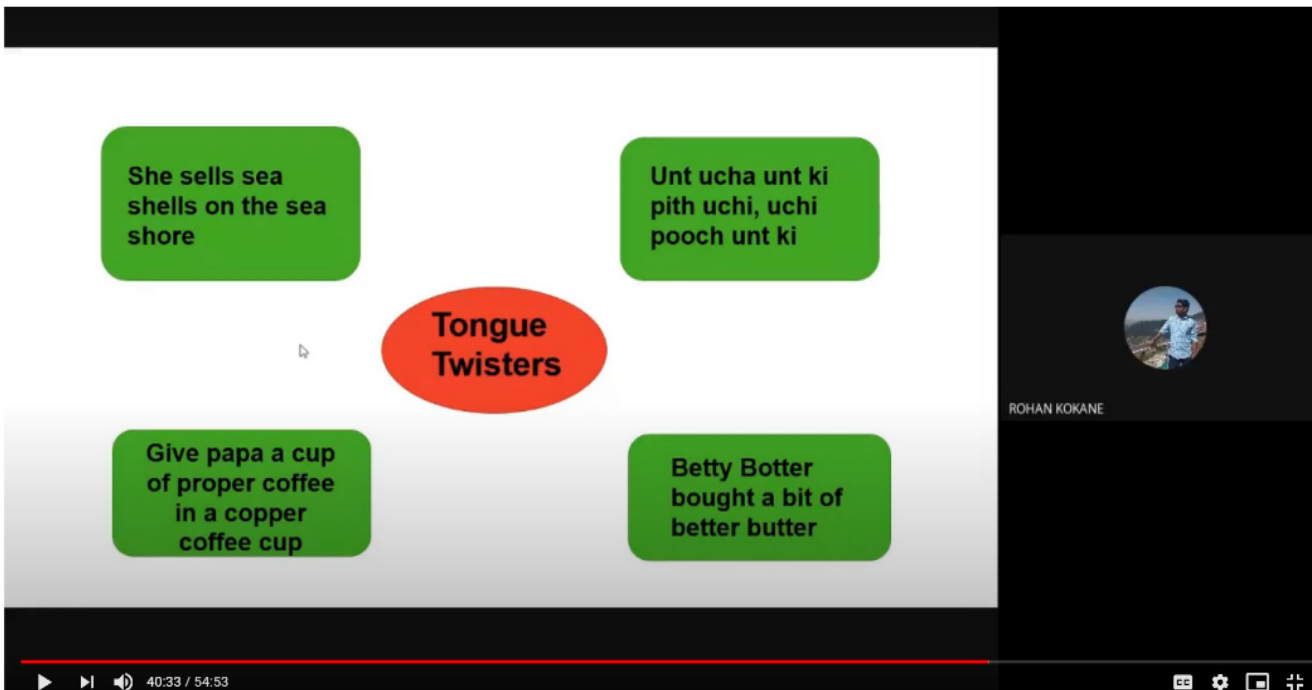 She sells sea
shells on the sea
shore
Unt ucha unt ki
pith uchi, uchi
pooch unt ki
Tongue
Twisters
Give papa a cup
of proper coffee
in a copper
coffee cup
Betty Botter
bought a bit of
better butter
ROHAN KOKANE
40:33 / 54:53
CC